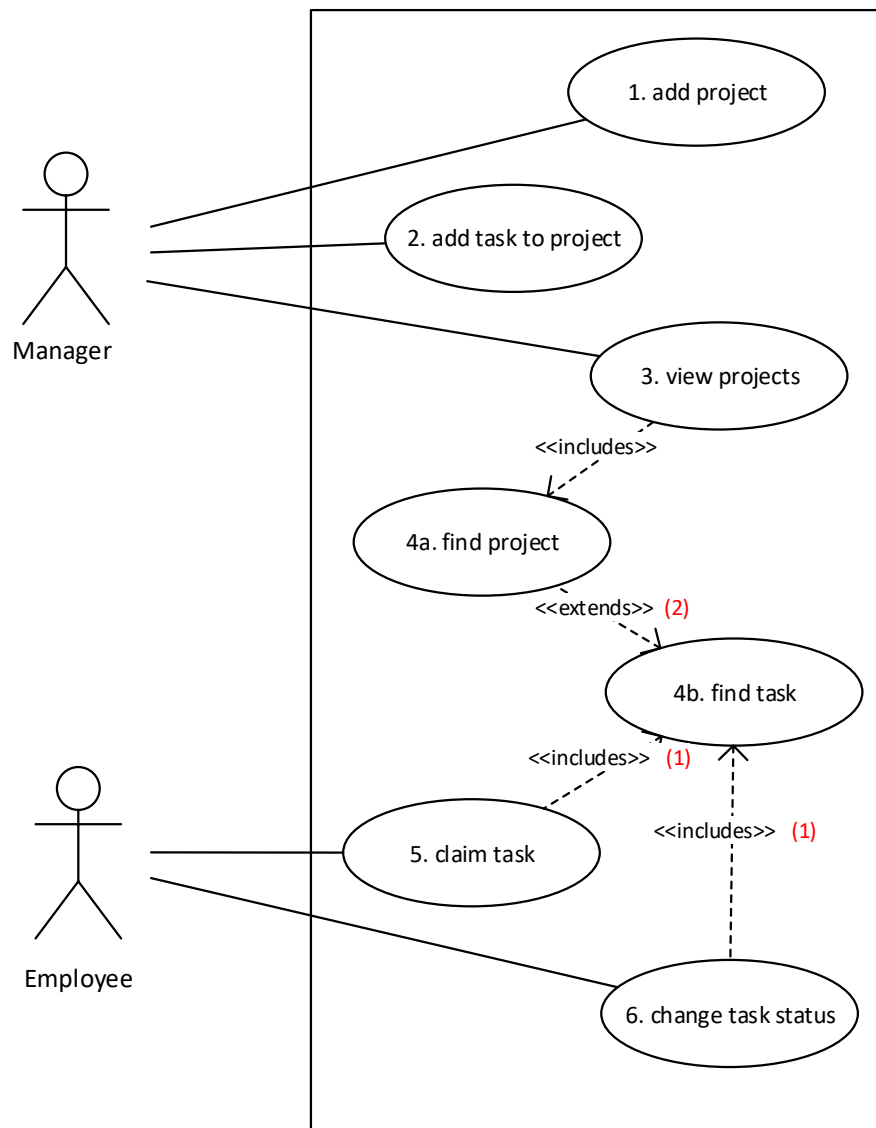 1. add project
2. add task to project
Manager
3. view projects
<<includes>>
4a. find project
<<extends>> (2)
4b. find task
<<includes>> (1)
<<includes>> (1)
5. claim task
Employee
6. change task status